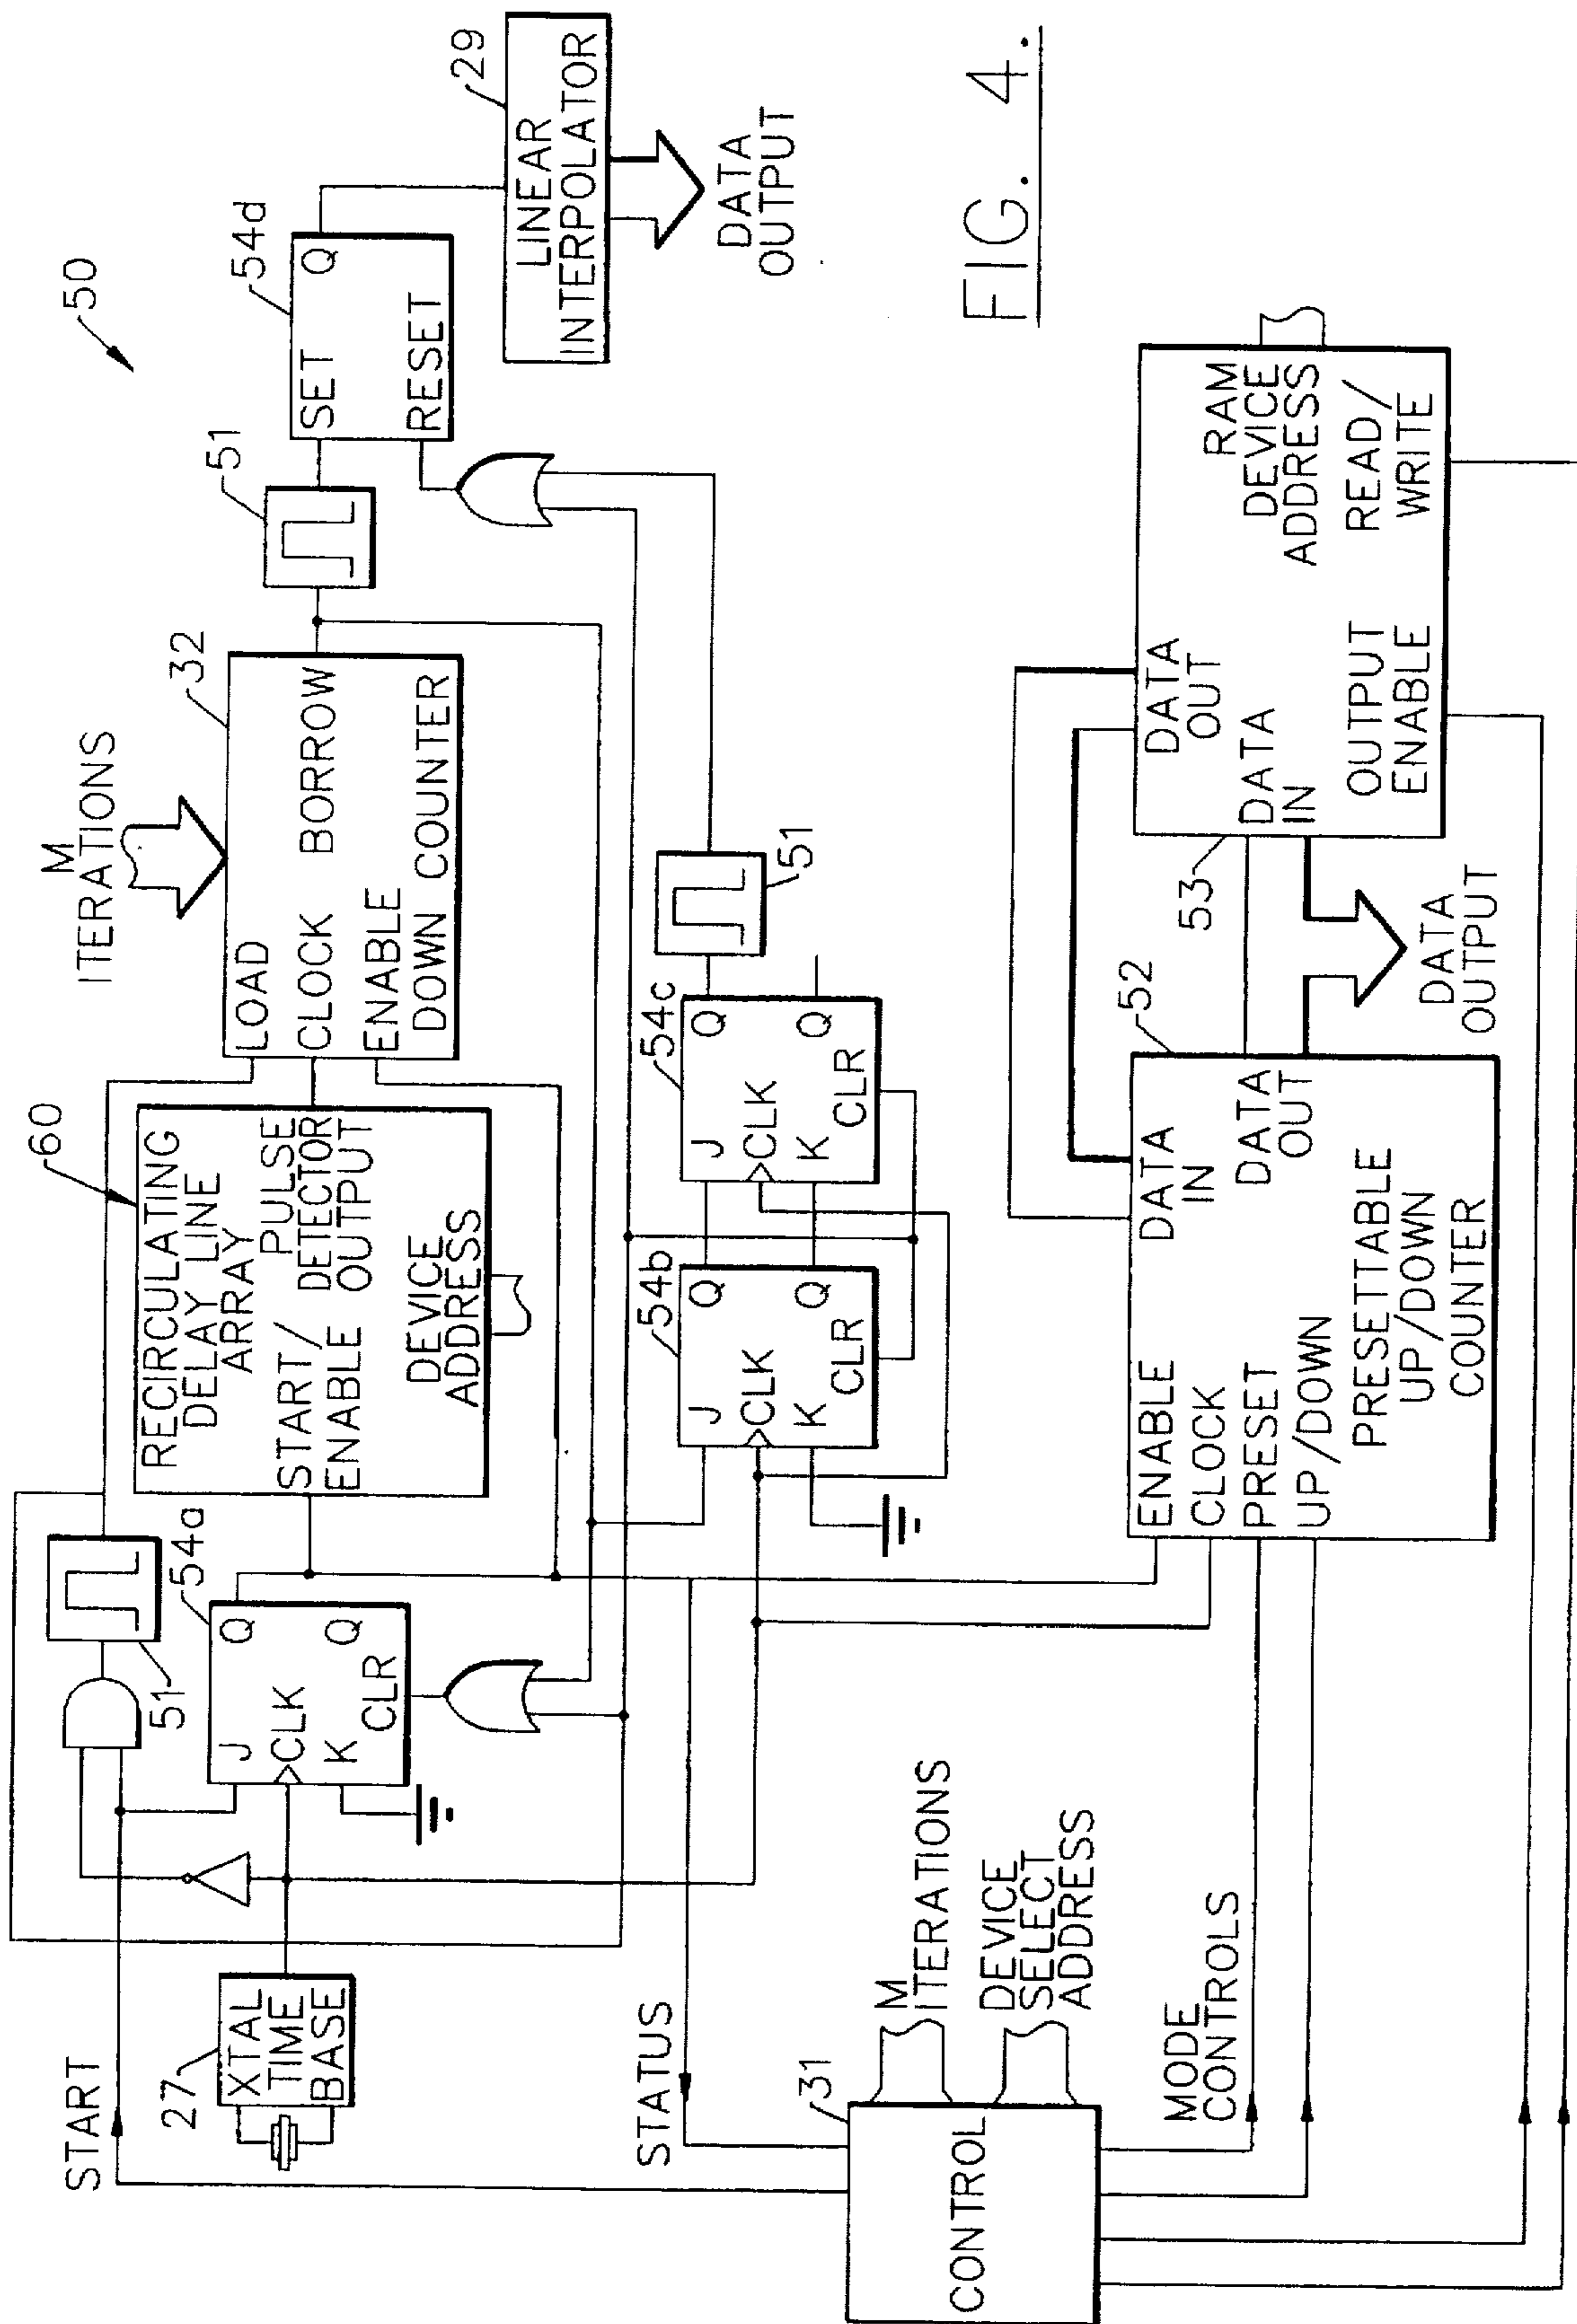 50
M
ITERATIONS
60
RECIRCULATING
DELAY LINE
ARRAY
PULSE
DETECTOR
OUTPUT
START/
ENABLE
DEVICE
ADDRESS
32
LOAD
CLOCK
BORROW
ENABLE
DOWN COUNTER
51
54d
SET
Q
RESET
29
LINEAR
INTERPOLATOR
DATA
OUTPUT
START
27
XTAL
TIME
BASE
51
54a
J
Q
CLK
K
Q
CLR
54b
J
Q
CLK
K
Q
CLR
54c
J
Q
CLK
K
Q
CLR
51
STATUS
31
CONTROL
M
ITERATIONS
DEVICE
SELECT
ADDRESS
MODE
CONTROLS
52
ENABLE
CLOCK
PRESET
UP/DOWN
DATA
IN
DATA
OUT
PRESETTABLE
UP/DOWN
COUNTER
DATA
OUTPUT
53
DATA
OUT
DATA
IN
OUTPUT
ENABLE
RAM
DEVICE
ADDRESS
READ/
WRITE
FIG. 4.